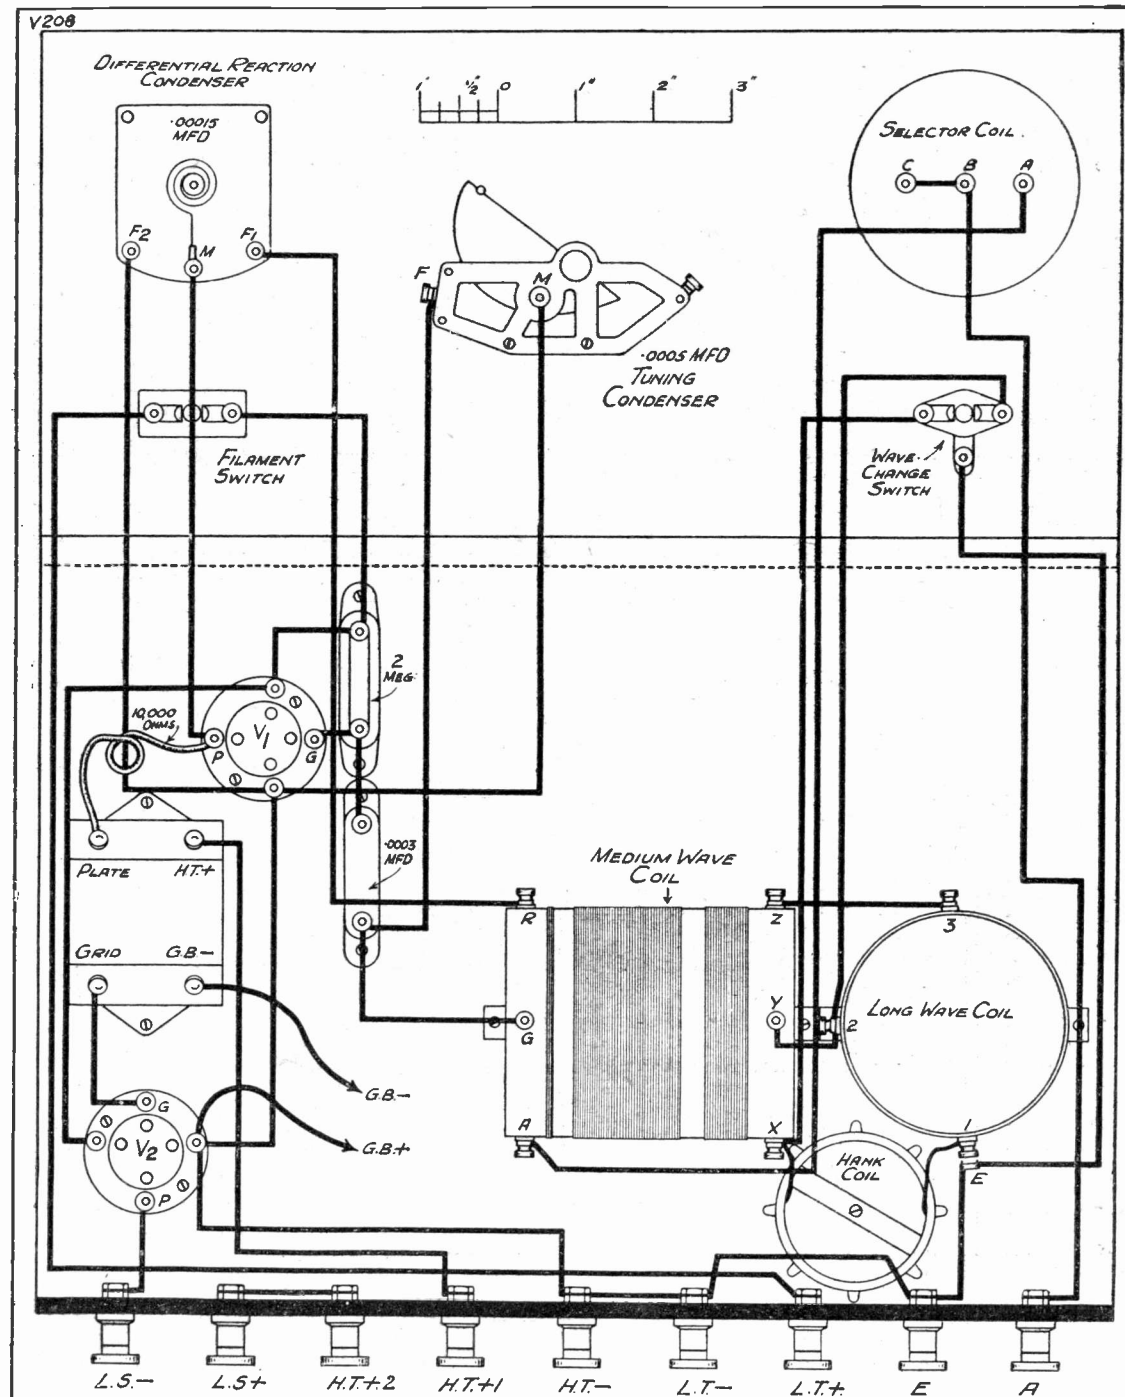 V208
DIFFERENTIAL REACTION
CONDENSER
.00015
MFD
F2
M
F1
1"
1/2"
0
1"
2"
3"
SELECTOR COIL.
C
B
A
F
M
.0005 MFD
TUNING
CONDENSER
FILAMENT
SWITCH
WAVE-
CHANGE
SWITCH
2
MEG.
10,000
OHMS
V1
P
G
.0003
MFD
PLATE
H.T.+
GRID
G.B-
MEDIUM WAVE
COIL
R
Z
3
G
Y
2
LONG WAVE COIL
A
X
1
E
HANK
COIL
G.B.-
G.B.+
G
V2
P
L.S.-
L.S+
H.T.+2
H.T.+1
H.T.-
L.T.-
L.T.+
E
A